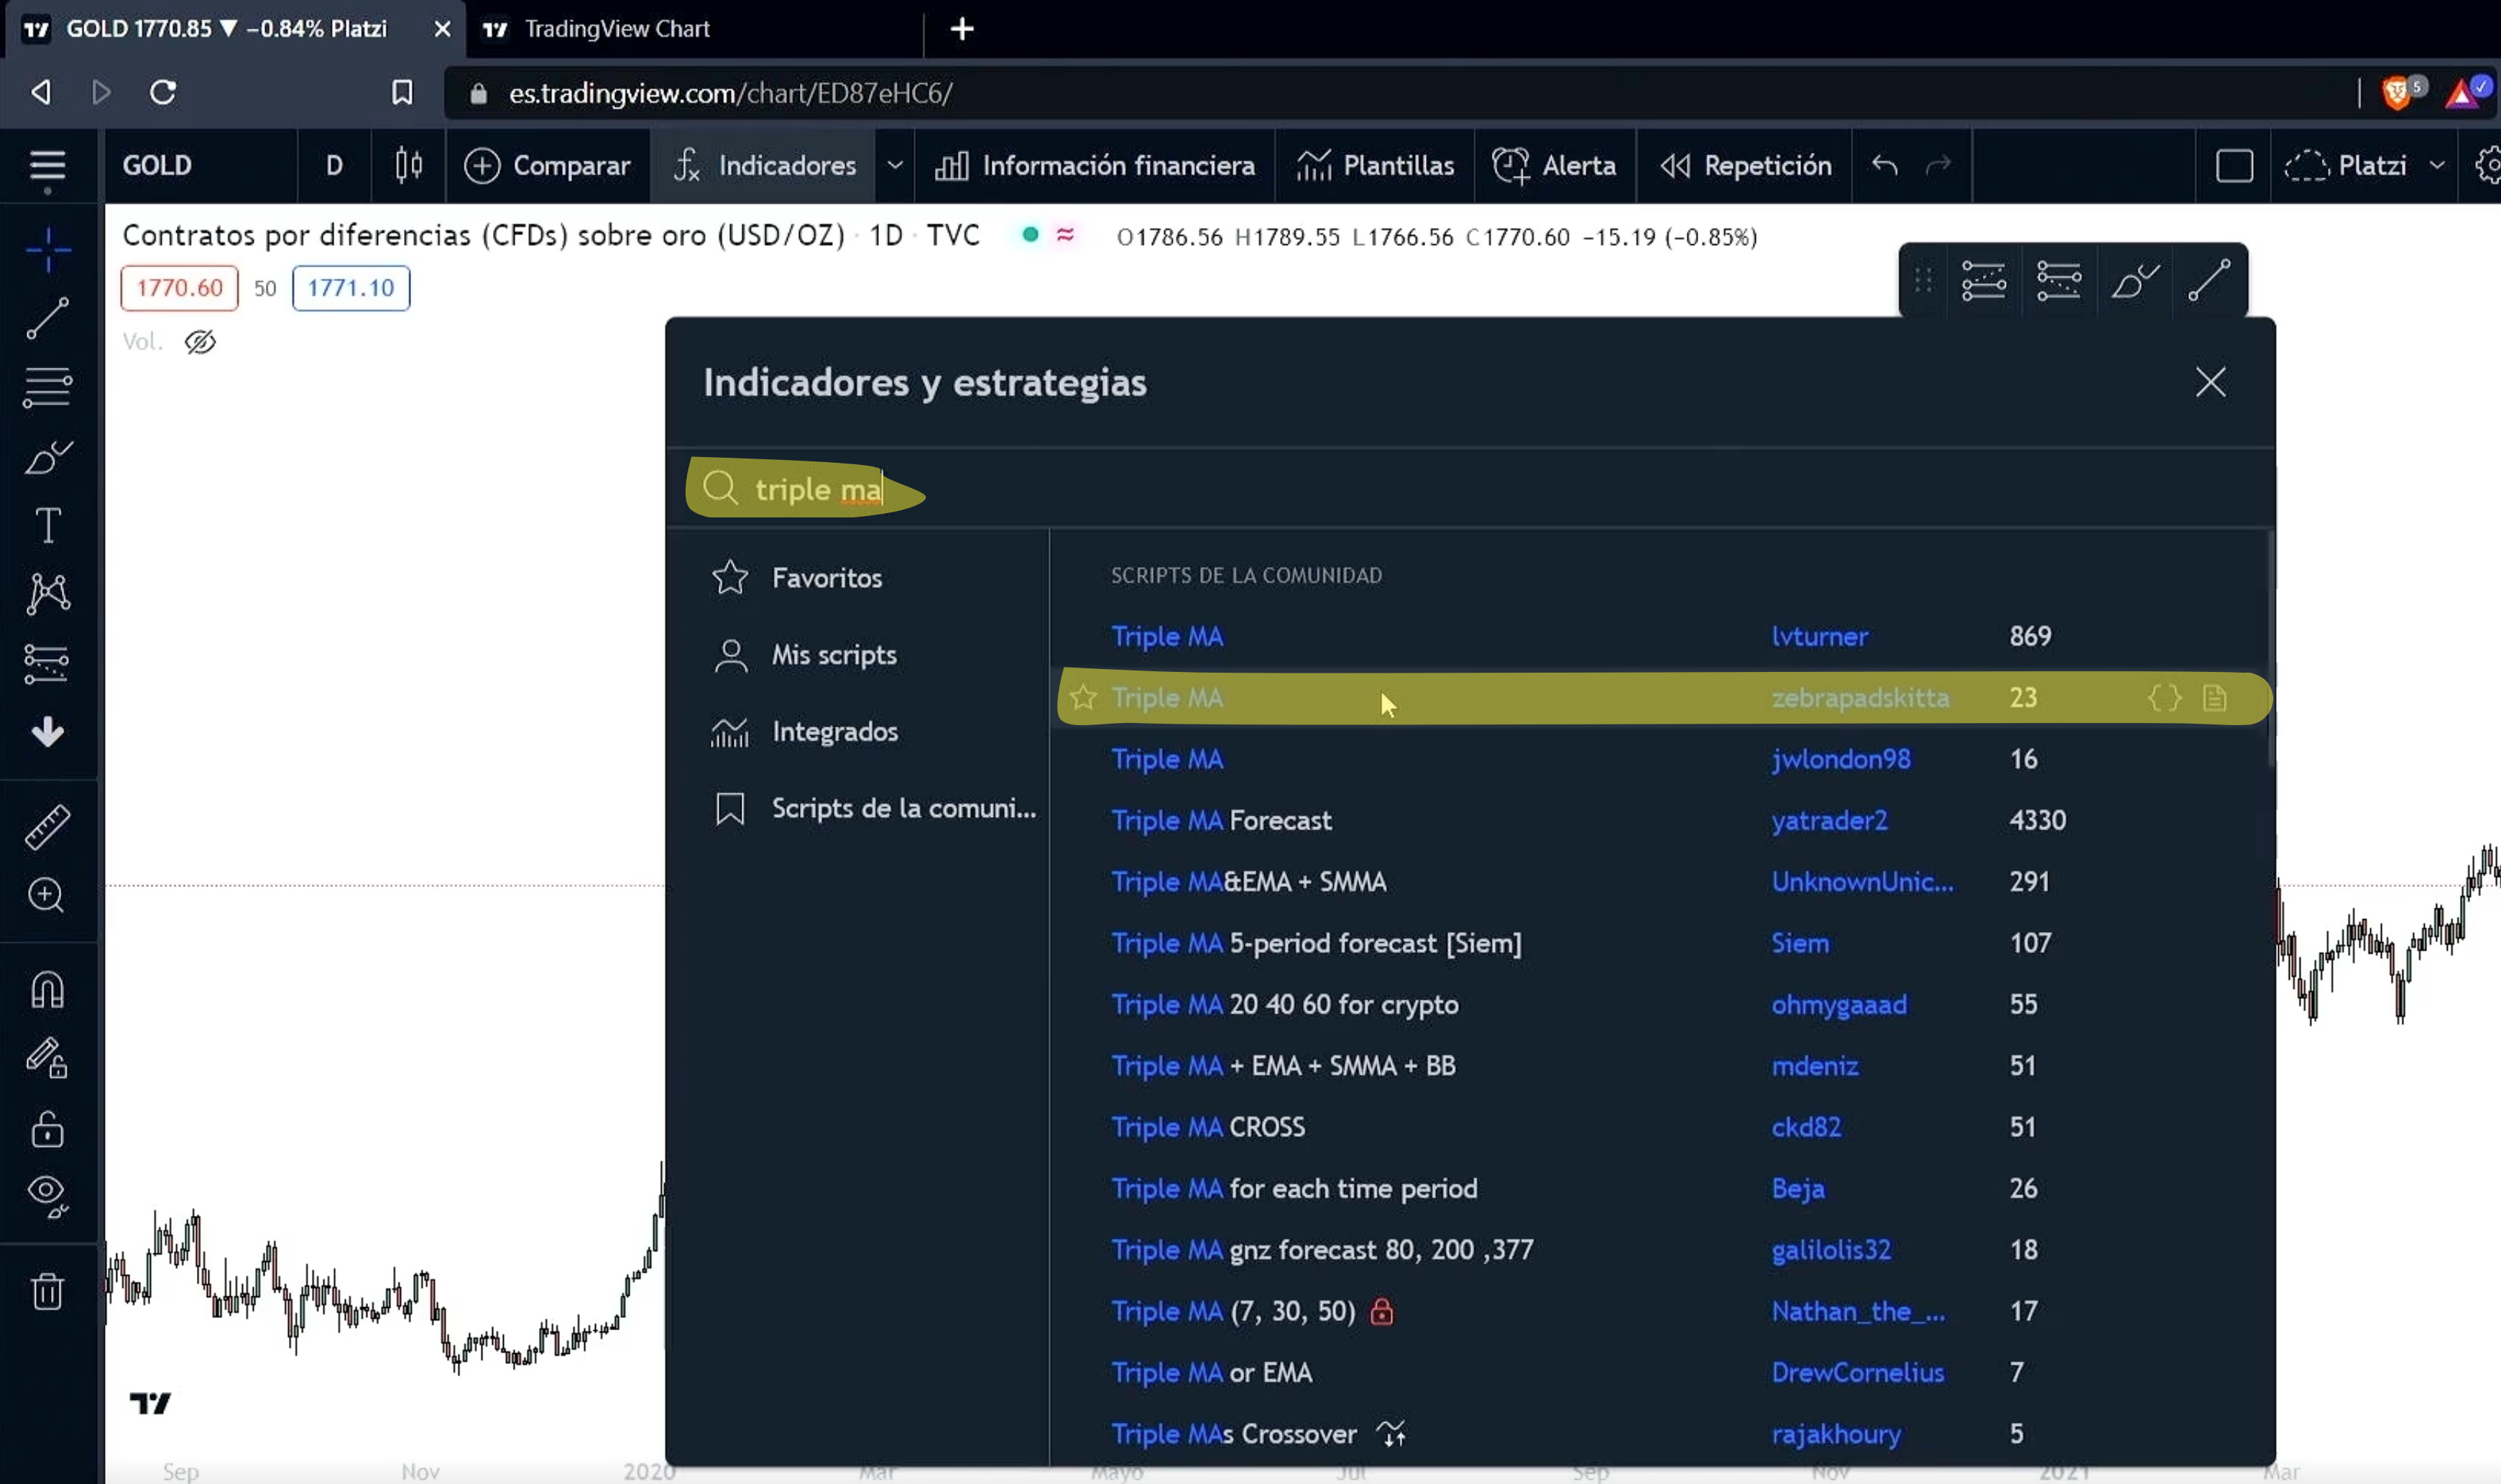 GOLD 1770.85 ▼ −0.84% Platzi
TradingView Chart
es.tradingview.com/chart/ED87eHC6/
5
GOLD D Comparar Indicadores Información financiera Plantillas Alerta Repetición Platzi
Contratos por diferencias (CFDs) sobre oro (USD/OZ) · 1D · TVC O1786.56 H1789.55 L1766.56 C1770.60 −15.19 (−0.85%)
1770.60 50 1771.10
Vol.
Indicadores y estrategias
triple ma
Favoritos
Mis scripts
Integrados
Scripts de la comuni...
SCRIPTS DE LA COMUNIDAD
Triple MA lvturner 869
Triple MA zebrapadskitta 23
Triple MA jwlondon98 16
Triple MA Forecast yatrader2 4330
Triple MA&EMA + SMMA UnknownUnic... 291
Triple MA 5-period forecast [Siem] Siem 107
Triple MA 20 40 60 for crypto ohmygaaad 55
Triple MA + EMA + SMMA + BB mdeniz 51
Triple MA CROSS ckd82 51
Triple MA for each time period Beja 26
Triple MA gnz forecast 80, 200 ,377 galilolis32 18
Triple MA (7, 30, 50) Nathan_the_... 17
Triple MA or EMA DrewCornelius 7
Triple MAs Crossover rajakhoury 5
Sep Nov 2020 Mar Mayo Jul Sep Nov 2021 Mar